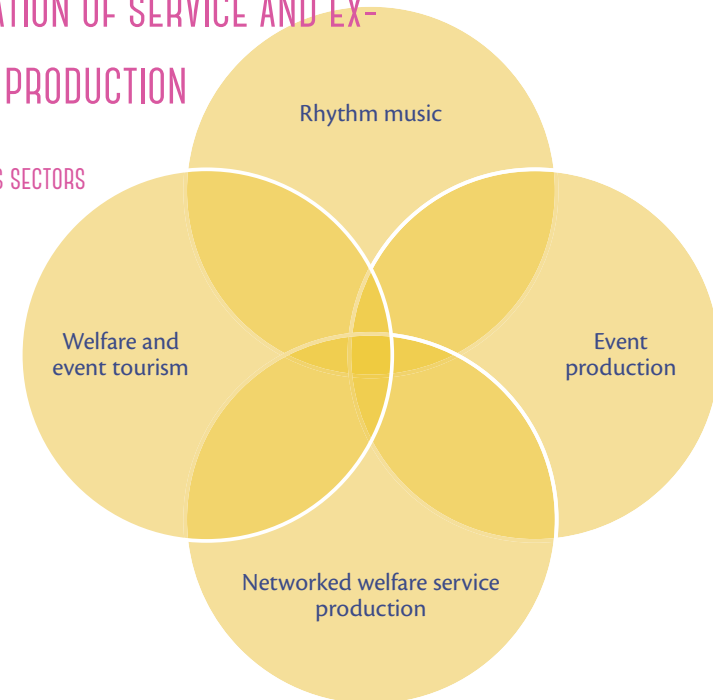 ATION OF SERVICE AND EX-
PRODUCTION
S SECTORS
Rhythm music
Welfare and
event tourism
Event
production
Networked welfare service
production